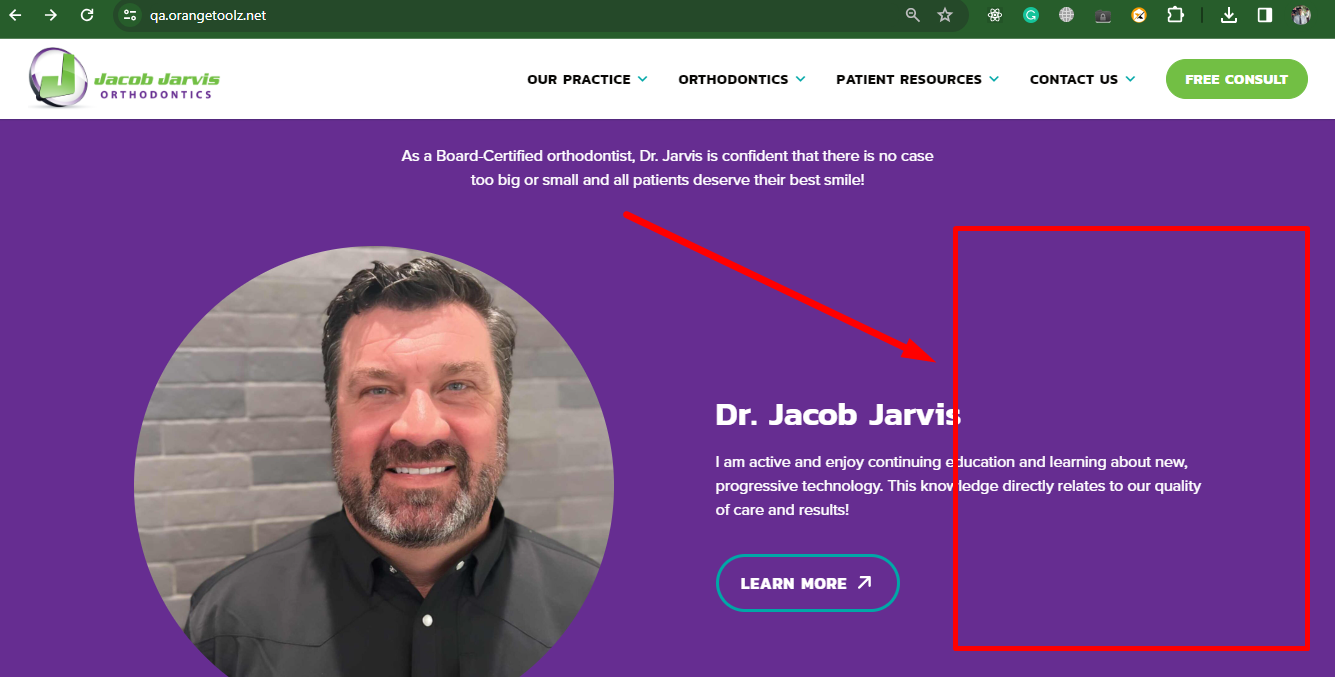 qa.orangetoolz.net
Jacob Jarvis
ORTHODONTICS
OUR PRACTICE
ORTHODONTICS
PATIENT RESOURCES
CONTACT US
FREE CONSULT
As a Board-Certified orthodontist, Dr. Jarvis is confident that there is no case
too big or small and all patients deserve their best smile!
Dr. Jacob Jarvis
I am active and enjoy continuing education and learning about new,
progressive technology. This knowledge directly relates to our quality
of care and results!
LEARN MORE